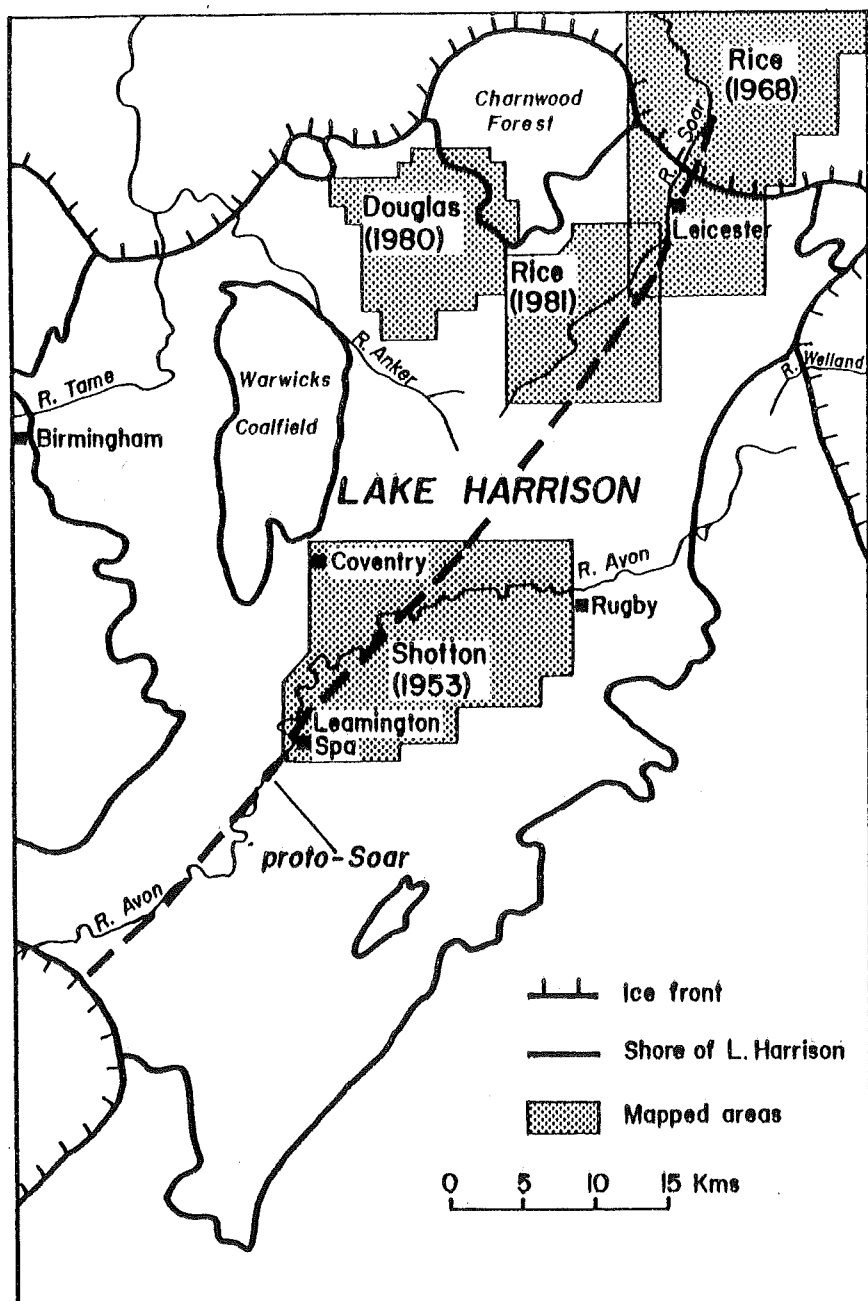 Rice
(1968)
Charnwood
Forest
R. Soar
Douglas
(1980)
Leicester
Rice
(1981)
R. Anker
R. Welland
R. Tame
Warwicks
Coalfield
Birmingham
LAKE HARRISON
Coventry
R. Avon
Rugby
Shotton
(1953)
Leamington
Spa
proto-Soar
R. Avon
Ice front
Shore of L. Harrison
Mapped areas
0 5 10 15 Kms